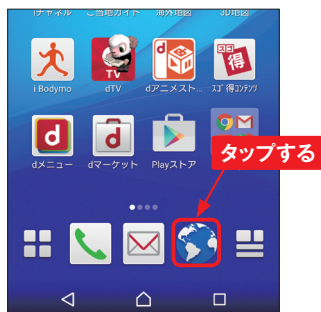 iチャネル ご当地ガイド 海外地図 3D地図
i Bodymo dTV dアニメスト… スゴ得コンテンツ
dメニュー dマーケット Playストア
タップする